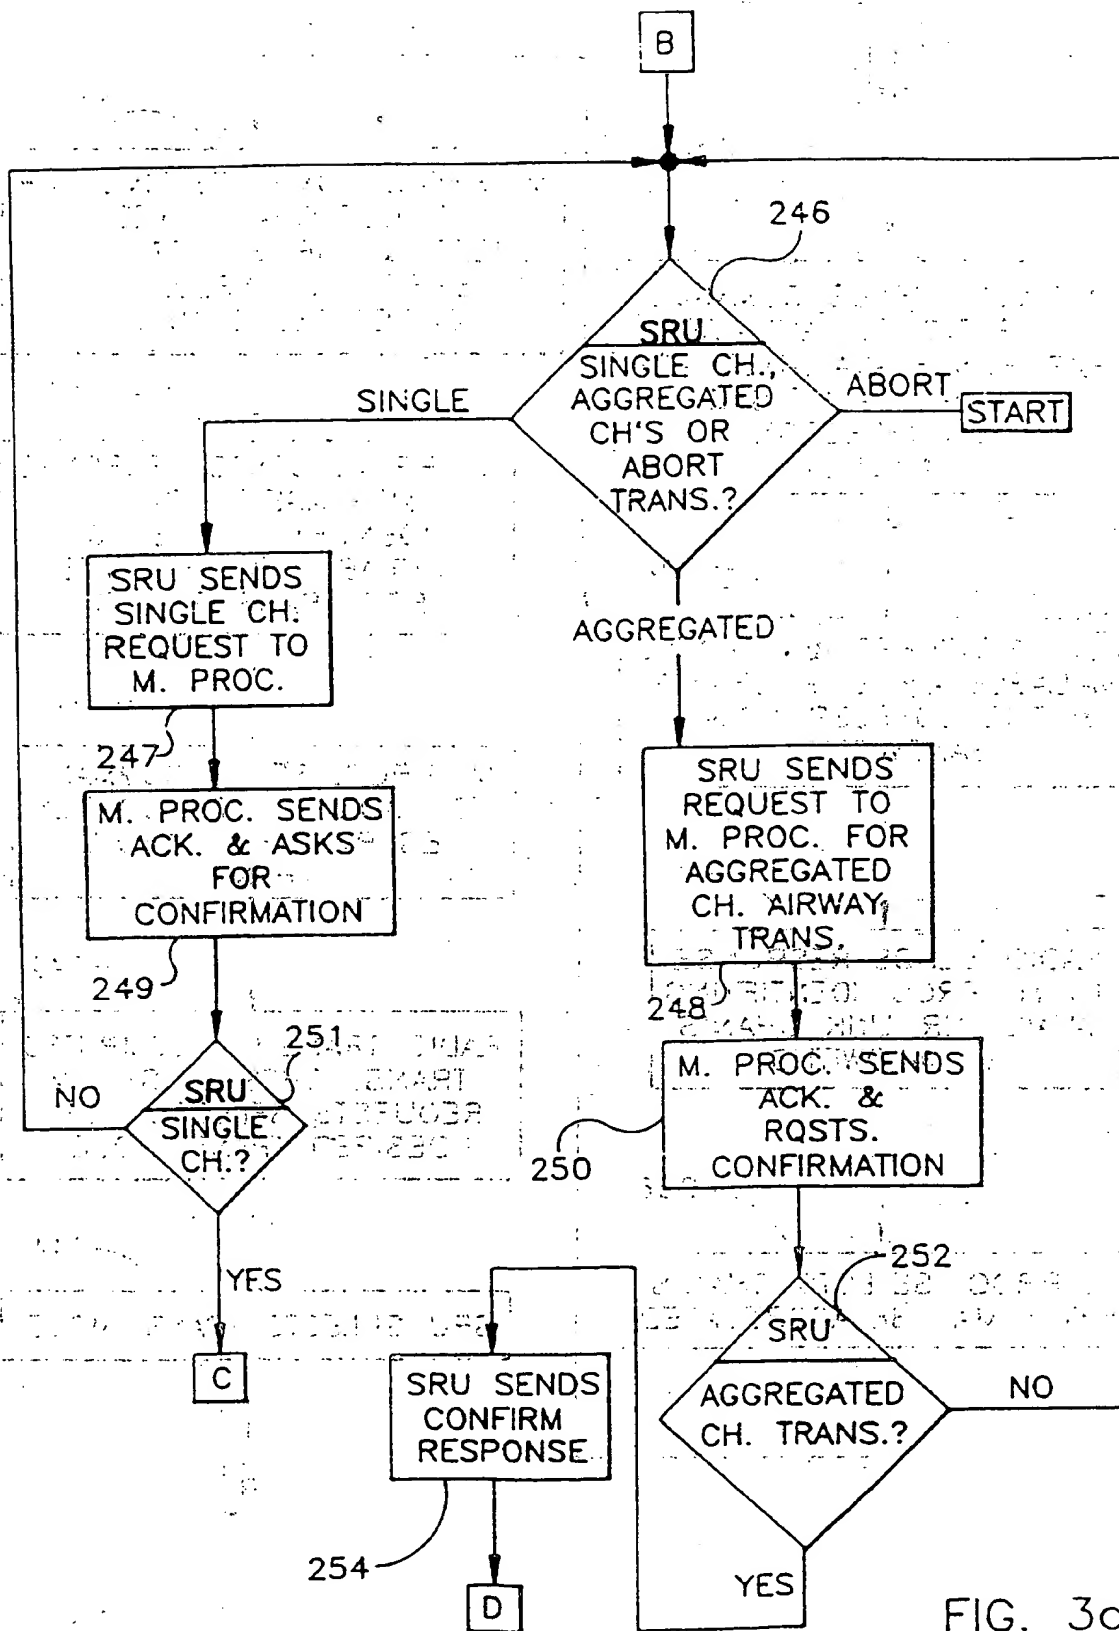 B
246
SRU
SINGLE CH.,
AGGREGATED
CH'S OR
ABORT
TRANS.?
ABORT
START
SINGLE
AGGREGATED
SRU SENDS
SINGLE CH.
REQUEST TO
M. PROC.
247
M. PROC. SENDS
ACK. & ASKS
FOR
CONFIRMATION
249
251
SRU
SINGLE
CH.?
NO
YES
C
SRU SENDS
REQUEST TO
M. PROC. FOR
AGGREGATED
CH. AIRWAY
TRANS.
248
M. PROC. SENDS
ACK. &
RQSTS.
CONFIRMATION
250
252
SRU
AGGREGATED
CH. TRANS.?
NO
YES
SRU SENDS
CONFIRM
RESPONSE
254
D
FIG.